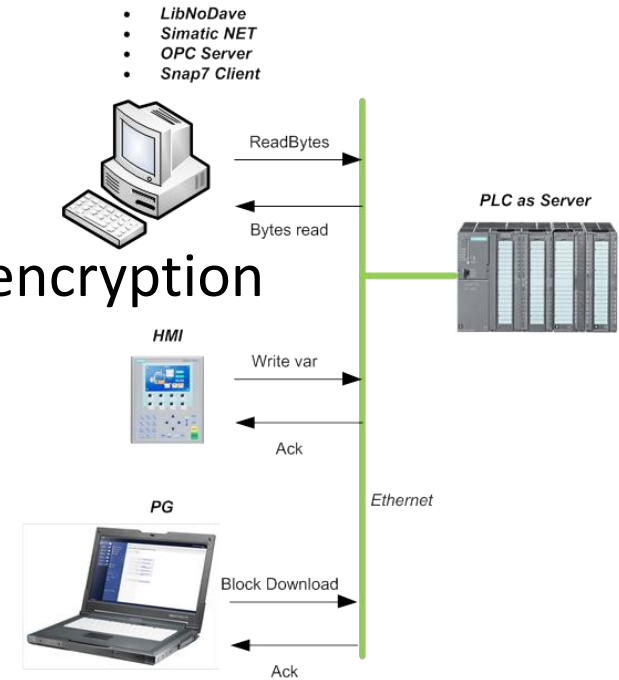 • LibNoDave
• Simatic NET
• OPC Server
• Snap7 Client
ReadBytes
PLC as Server
Bytes read
encryption
HMI
Write var
Ack
Ethernet
PG
Block Download
Ack